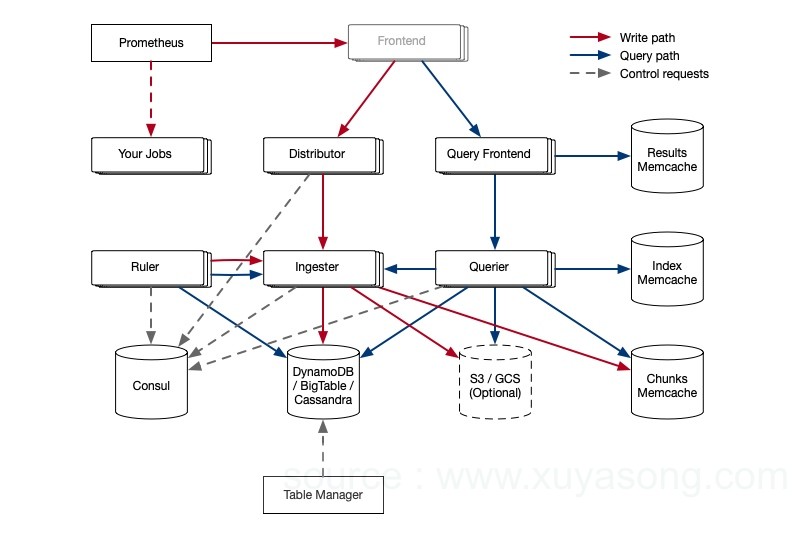 Prometheus
Frontend
Write path
Query path
Control requests
Your Jobs
Distributor
Query Frontend
Results
Memcache
Ruler
Ingester
Querier
Index
Memcache
Consul
DynamoDB
/ BigTable /
Cassandra
S3 / GCS
(Optional)
Chunks
Memcache
Table Manager
source : www.xuyasong.com